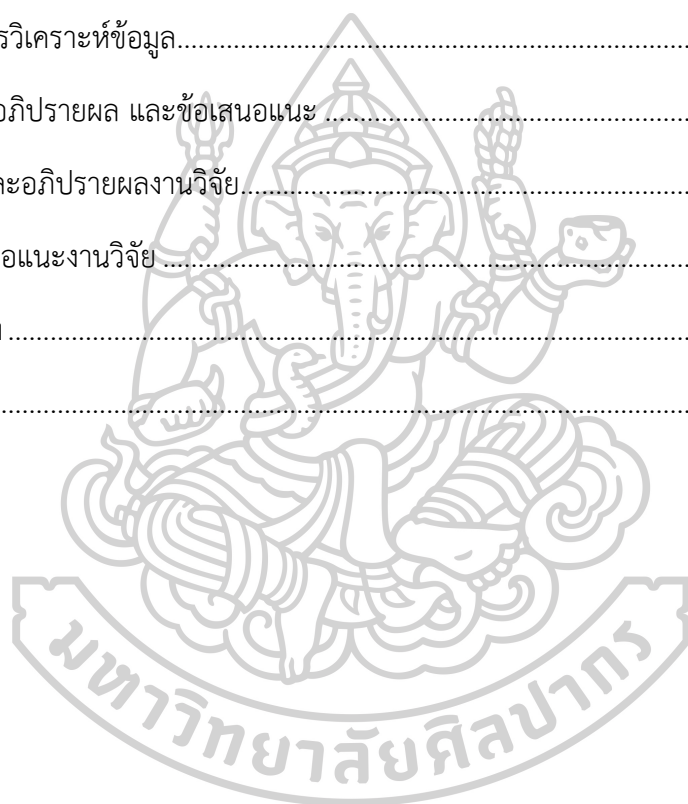 รวิเคราะห์ข้อมูล
อภิปรายผล และข้อเสนอแนะ
ละอภิปรายผลงานวิจัย
อแนะงานวิจัย
มหาวิทยาลัยศิลปากร